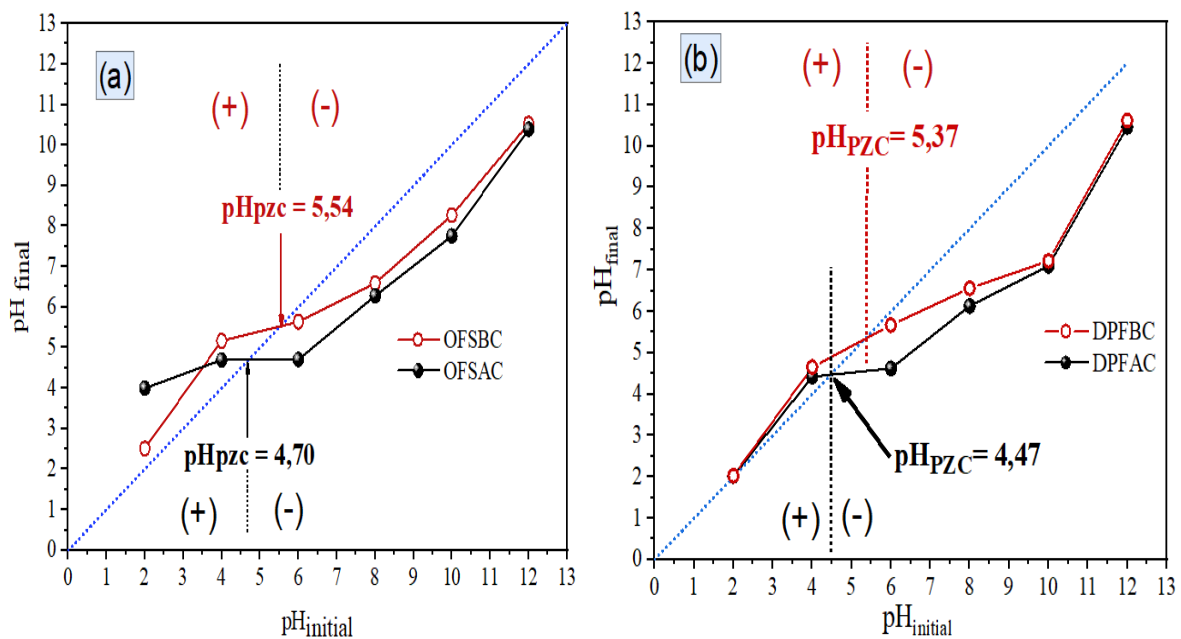 (a)
(+) (-)
pHpzc = 5,54
pHpzc = 4,70
(+) (-)
OFSBC
OFSAC
pH final
13
12
11
10
9
8
7
6
5
4
3
2
1
0
0 1 2 3 4 5 6 7 8 9 10 11 12 13
pHinitial
(b)
(+) (-)
pHPZC = 5,37
pHPZC= 4,47
(+) (-)
DPFBC
DPFAC
pHfinal
13
12
11
10
9
8
7
6
5
4
3
2
1
0
0 1 2 3 4 5 6 7 8 9 10 11 12 13
pHinitial